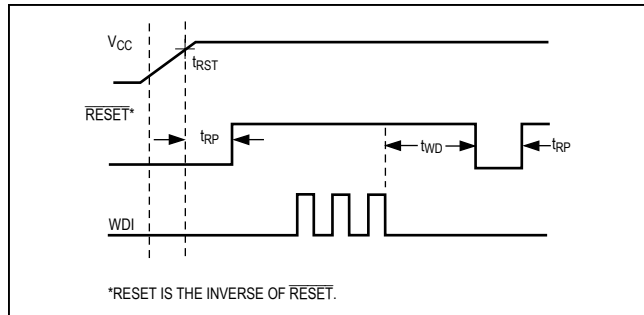 VCC
tRST
RESET*
tRP
tWD
tRP
WDI
*RESET IS THE INVERSE OF RESET.